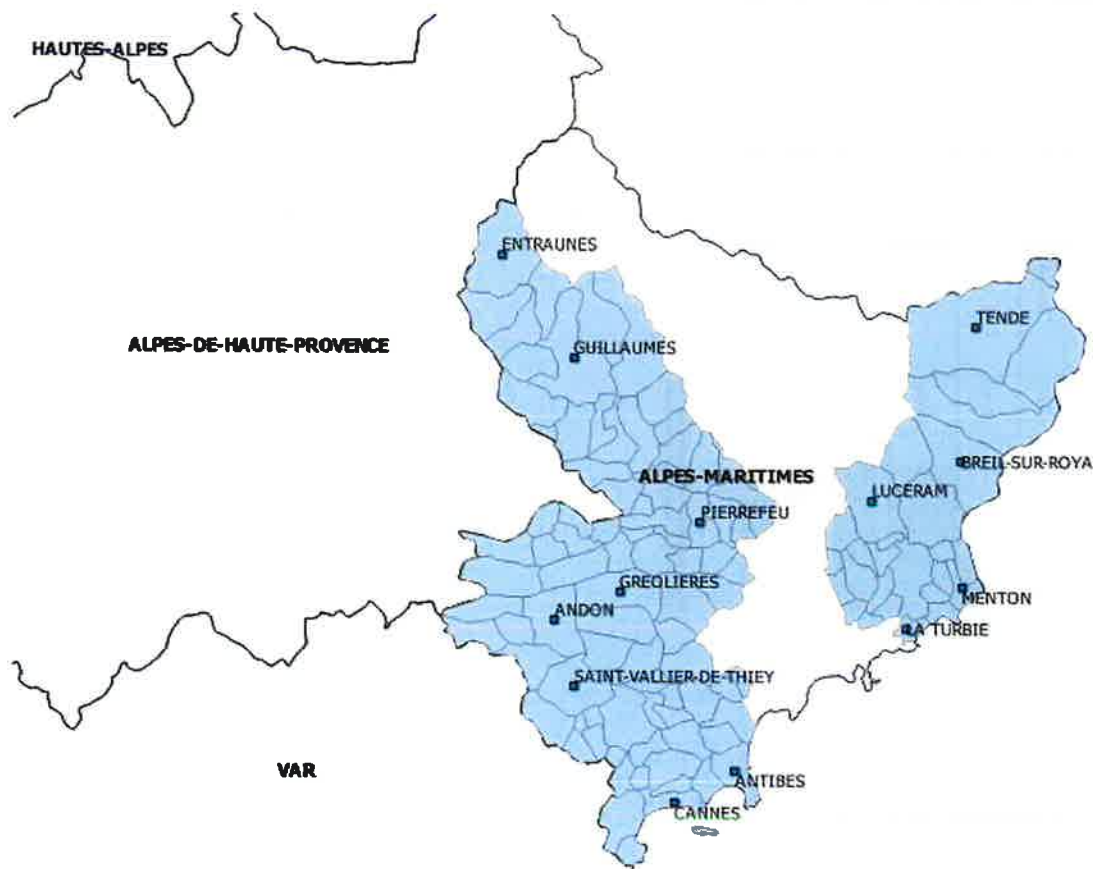 HAUTES-ALPES
ENTRAUNES
TENDE
ALPES-DE-HAUTE-PROVENCE
GUILLAUMES
BREIL-SUR-ROYA
ALPES-MARITIMES
LUCERAM
PIERREFEU
GREOLIERES
MENTON
ANDON
LA TURBIE
SAINT-VALLIER-DE-THIEY
VAR
ANTIBES
CANNES